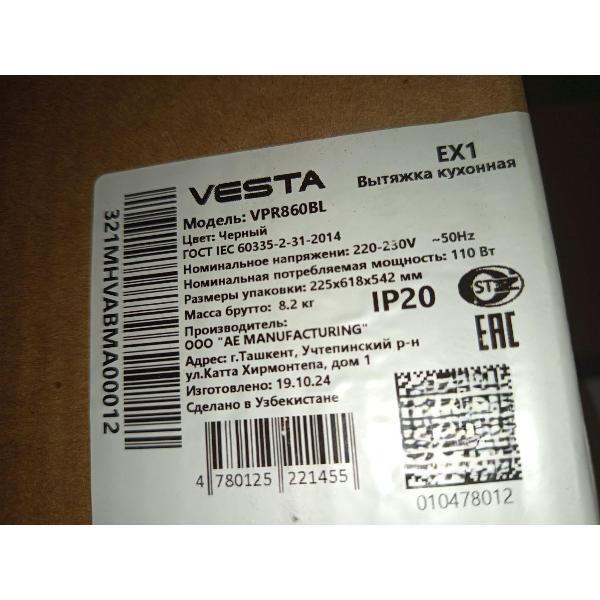 EX1
Вытяжка кухонная
VESTA
Модель: VPR860BL
Цвет: Черный
ГОСТ IEC 60335-2-31-2014
Номинальное напряжени: 220-230V ~50Hz
Номинальная потребляемая мощность: 110 Вт
Размеры упаковки: 225x618x542 мм
Масса брутто: 8.2 кг
IP20
Производитель:
ООО "AE MANUFACTURING"
Адрес: г.Ташкент, Учтепинский р-н
ул.Катта Хирмонтепа, дом 1
Изготовлено: 19.10.24
Сделано в Узбекистане
EAC
321MHVABMA00012
4 780125 221455
010478012